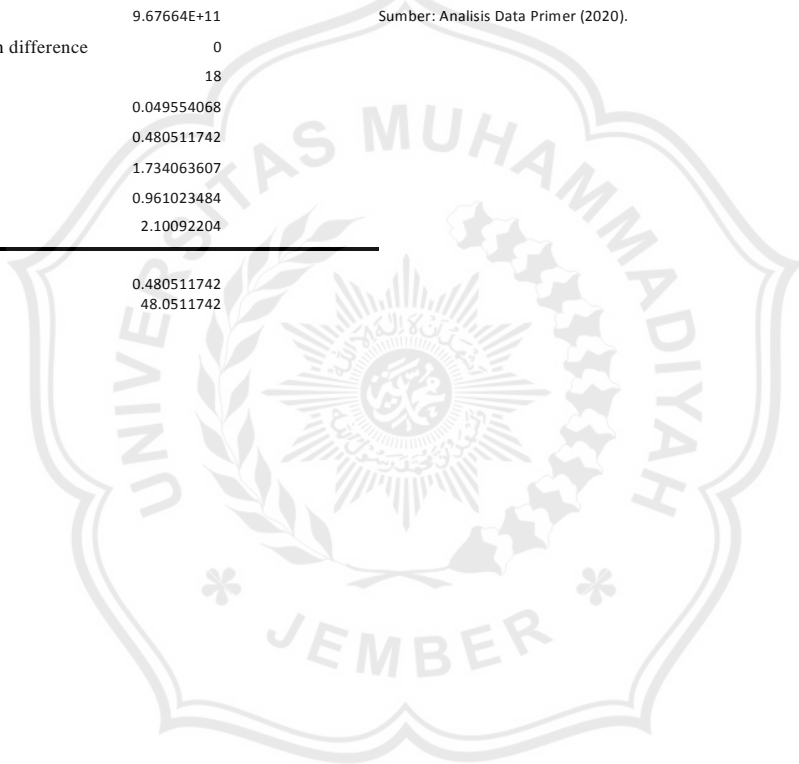 9.67664E+11 Sumber: Analisis Data Primer (2020).
n difference 0
18
0.049554068
0.480511742
1.734063607
0.961023484
2.10092204
0.480511742
48.0511742
UNIVERSITAS MUHAMMADIYAH
JEMBER